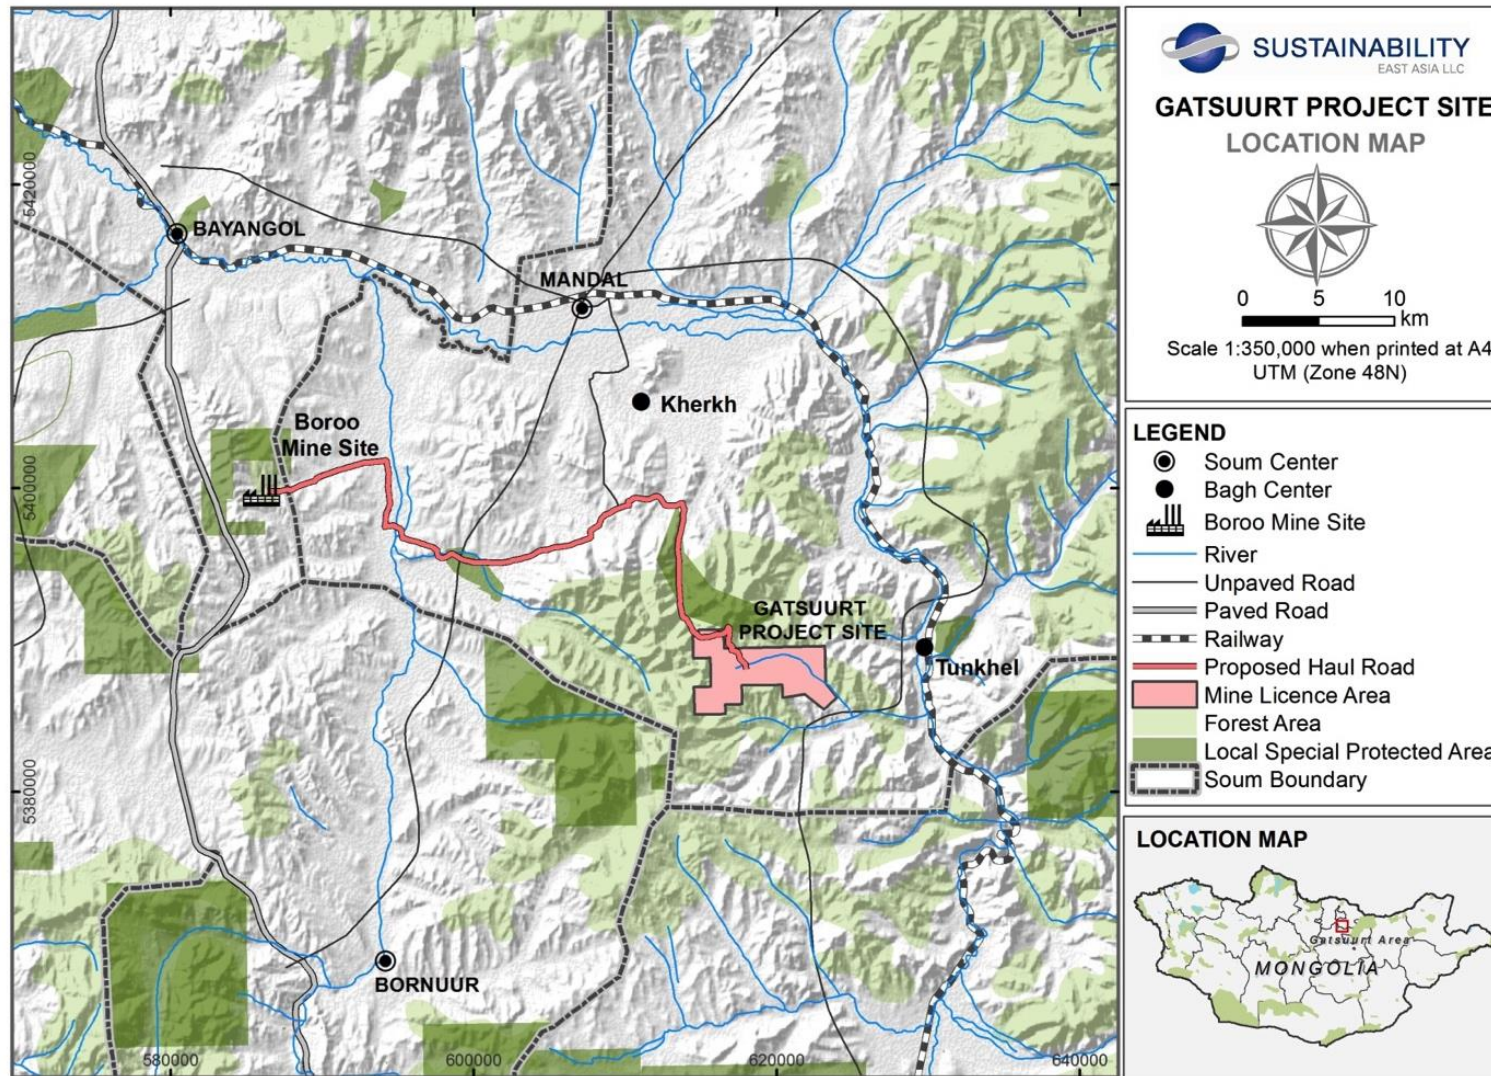 SUSTAINABILITY
EAST ASIA LLC
GATSUURT PROJECT SITE
LOCATION MAP
0 5 10
km
Scale 1:350,000 when printed at A4
UTM (Zone 48N)
LEGEND
Soum Center
Bagh Center
Boroo Mine Site
River
Unpaved Road
Paved Road
Railway
Proposed Haul Road
Mine Licence Area
Forest Area
Local Special Protected Area
Soum Boundary
LOCATION MAP
Gatsuurt Area
MONGOLIA
5420000
BAYANGOL
MANDAL
Kherkh
Boroo
Mine Site
5400000
GATSUURT
PROJECT SITE
Tunkhel
5380000
BORNUUR
580000 600000 620000 640000